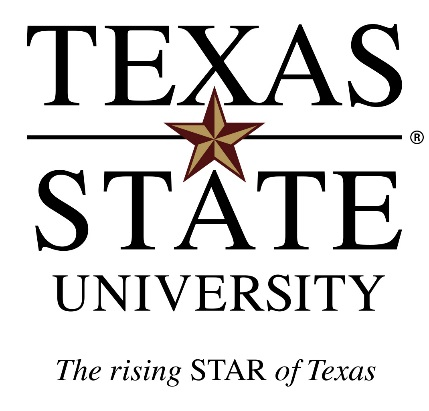 TEXAS
®
STATE
UNIVERSITY
The rising STAR of Texas